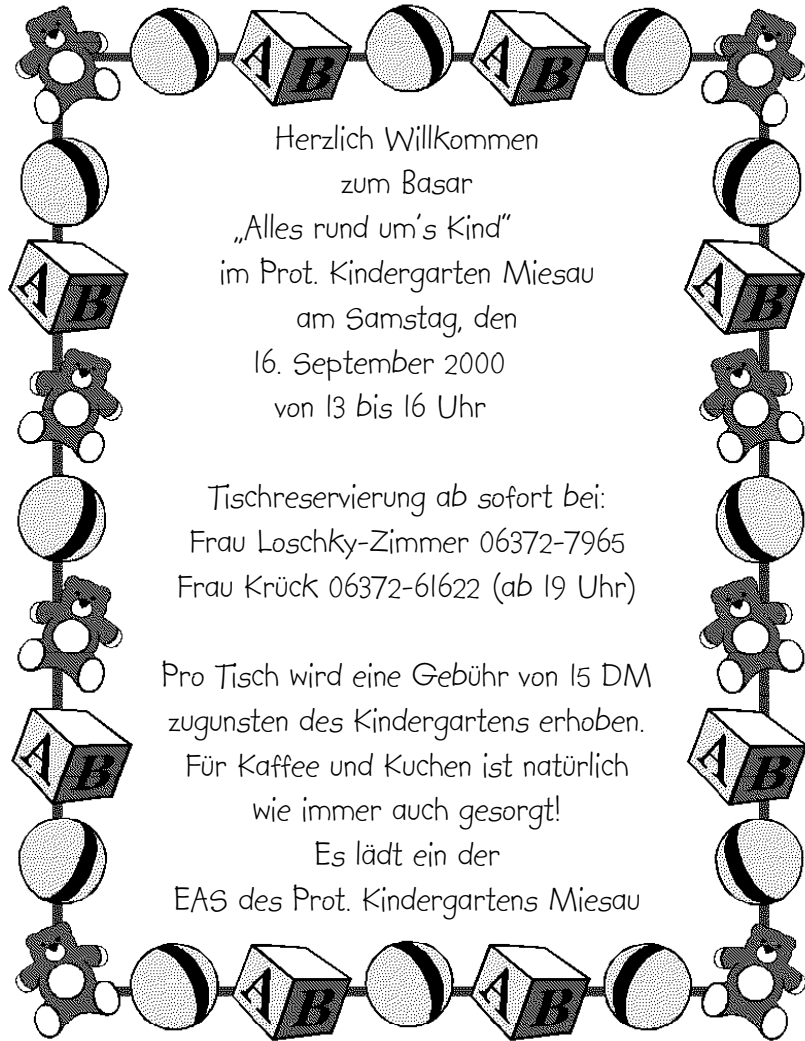 Herzlich Willkommen
zum Basar
„Alles rund um's Kind“
im Prot. Kindergarten Miesau
am Samstag, den
16. September 2000
von 13 bis 16 Uhr
Tischreservierung ab sofort bei:
Frau Loschky-Zimmer 06372-7965
Frau Krück 06372-61622 (ab 19 Uhr)
Pro Tisch wird eine Gebühr von 15 DM
zugunsten des Kindergartens erhoben.
Für Kaffee und Kuchen ist natürlich
wie immer auch gesorgt!
Es lädt ein der
EAS des Prot. Kindergartens Miesau